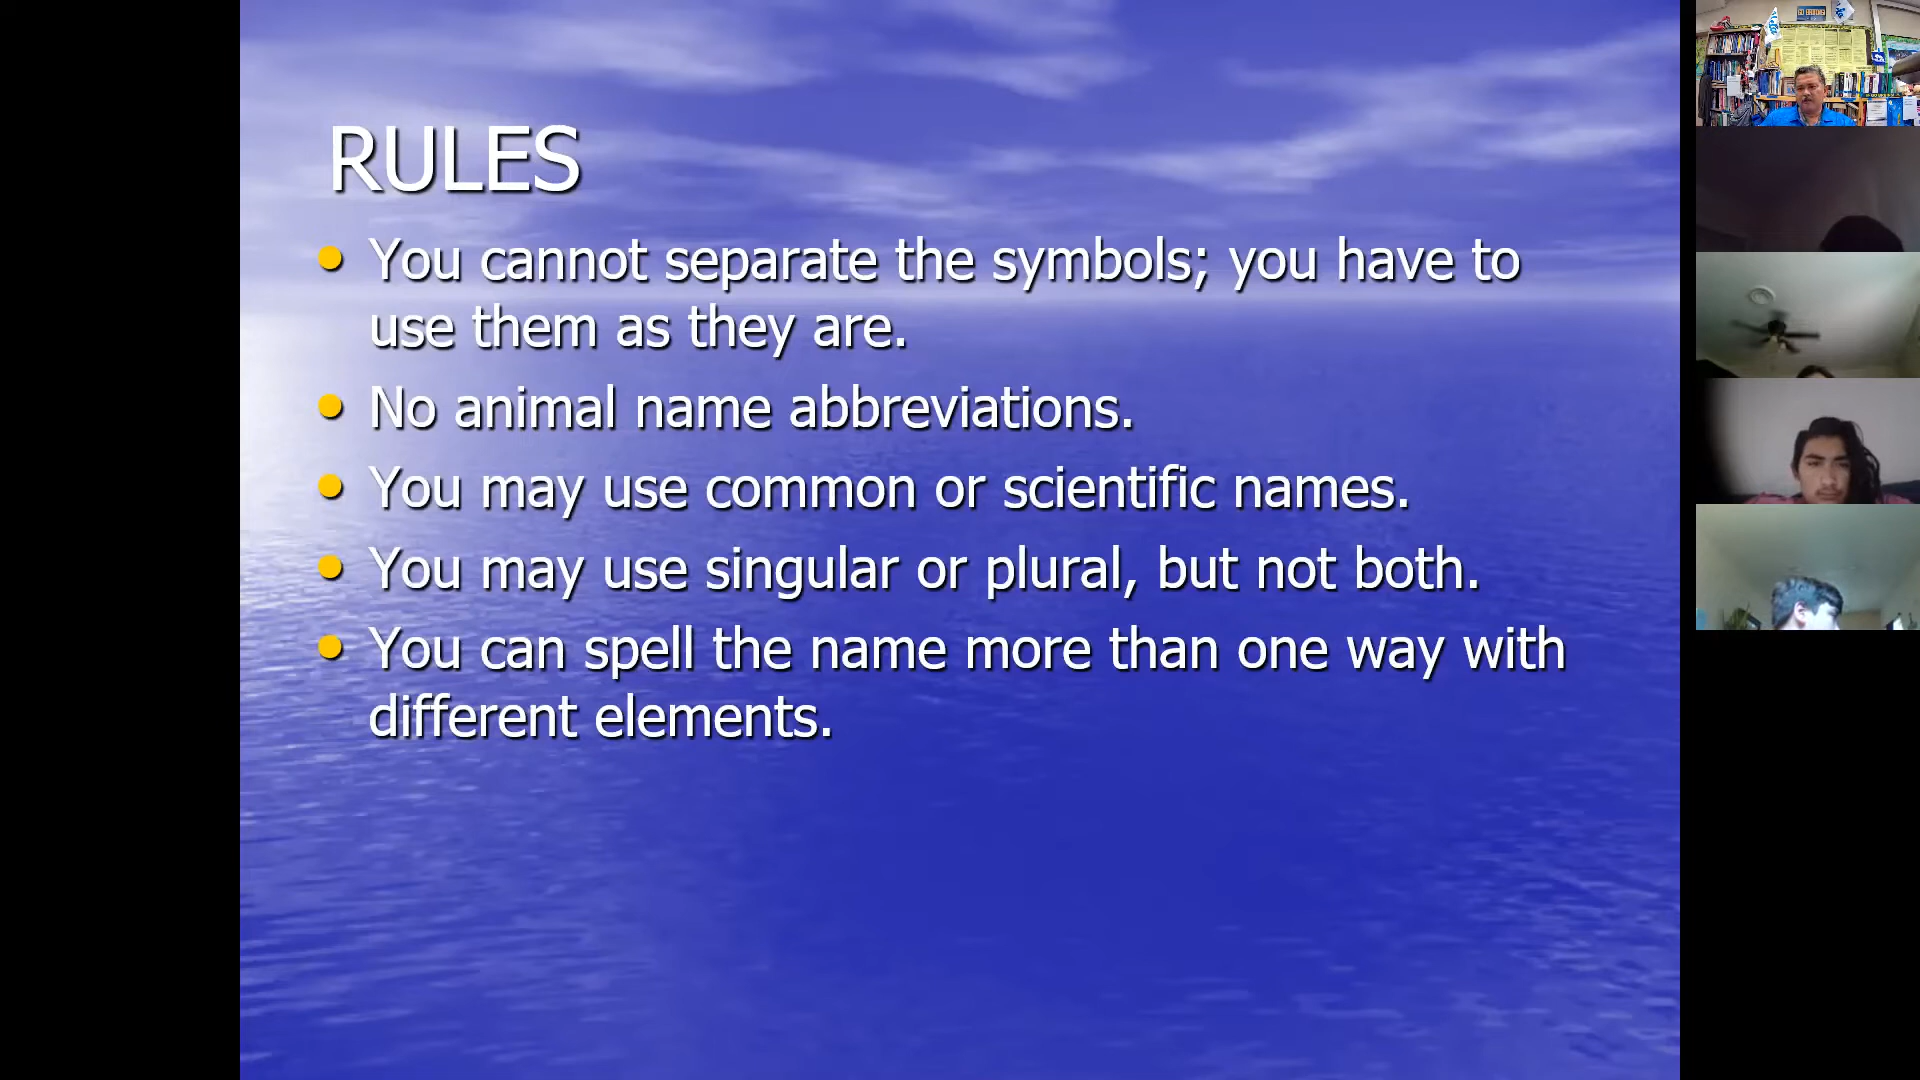 RULES
You cannot separate the symbols; you have to
use them as they are.
No animal name abbreviations.
You may use common or scientific names.
You may use singular or plural, but not both.
You can spell the name more than one way with
different elements.